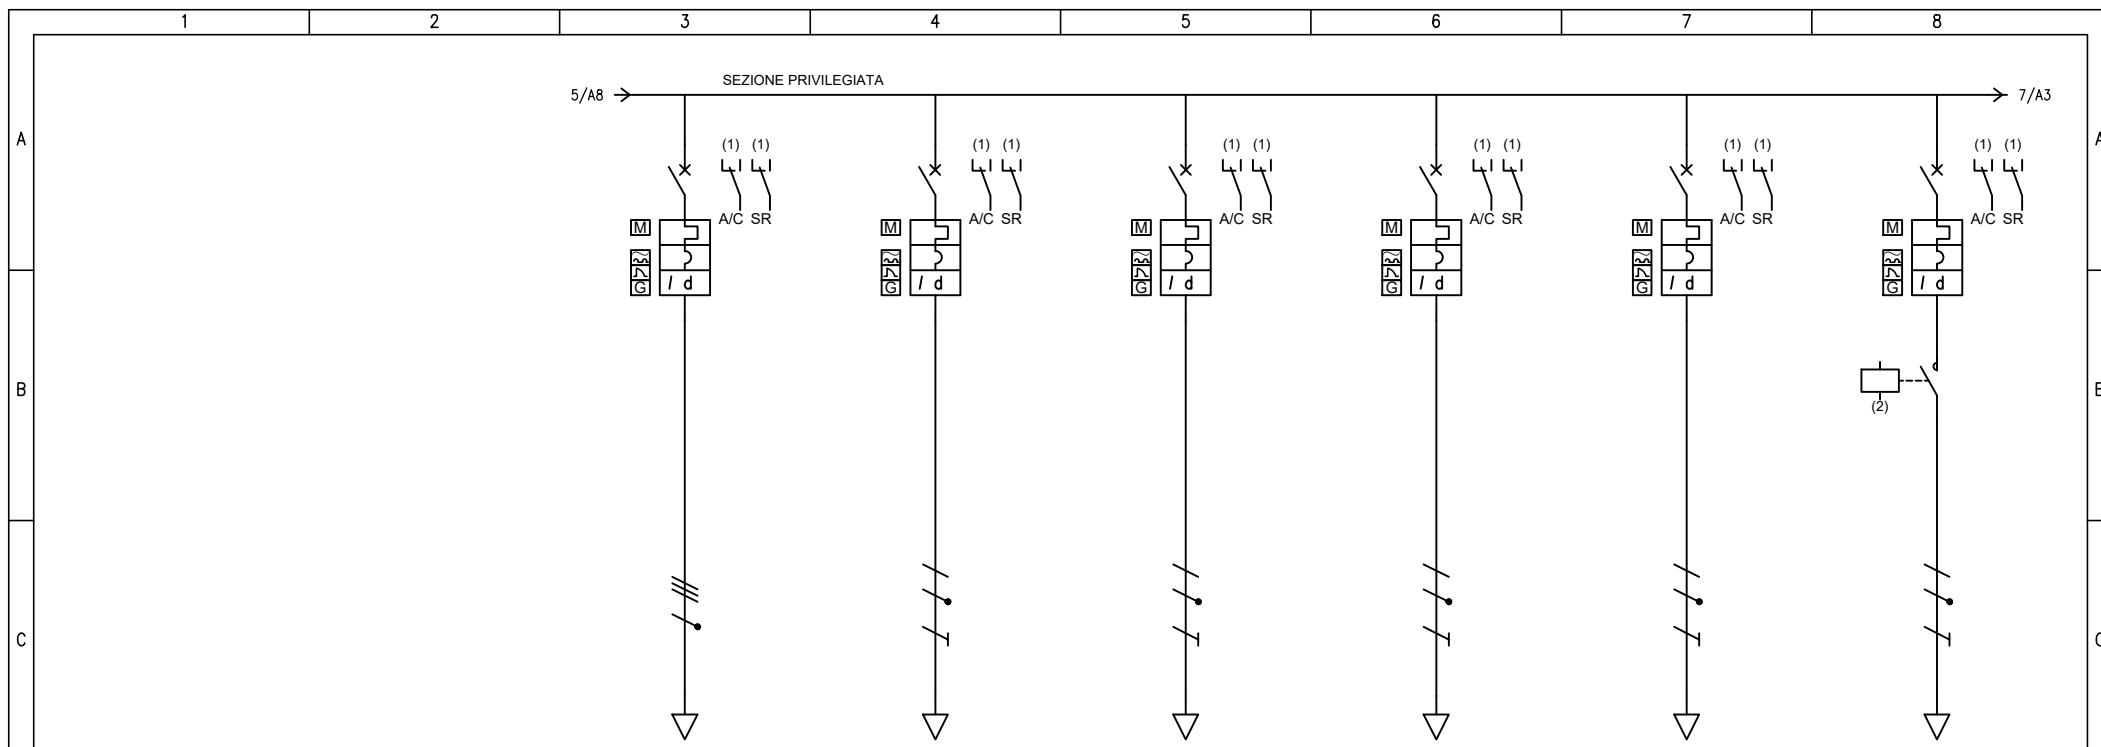 1 2 3 4 5 6 7 8
SEZIONE PRIVILEGIATA
5/A8 7/A3
A A
(1) (1) (1) (1) (1) (1) (1) (1) (1) (1) (1) (1)
A/C SR A/C SR A/C SR A/C SR A/C SR A/C SR
M M M M M M
G I d G I d G I d G I d G I d G I d
B
(2)
C